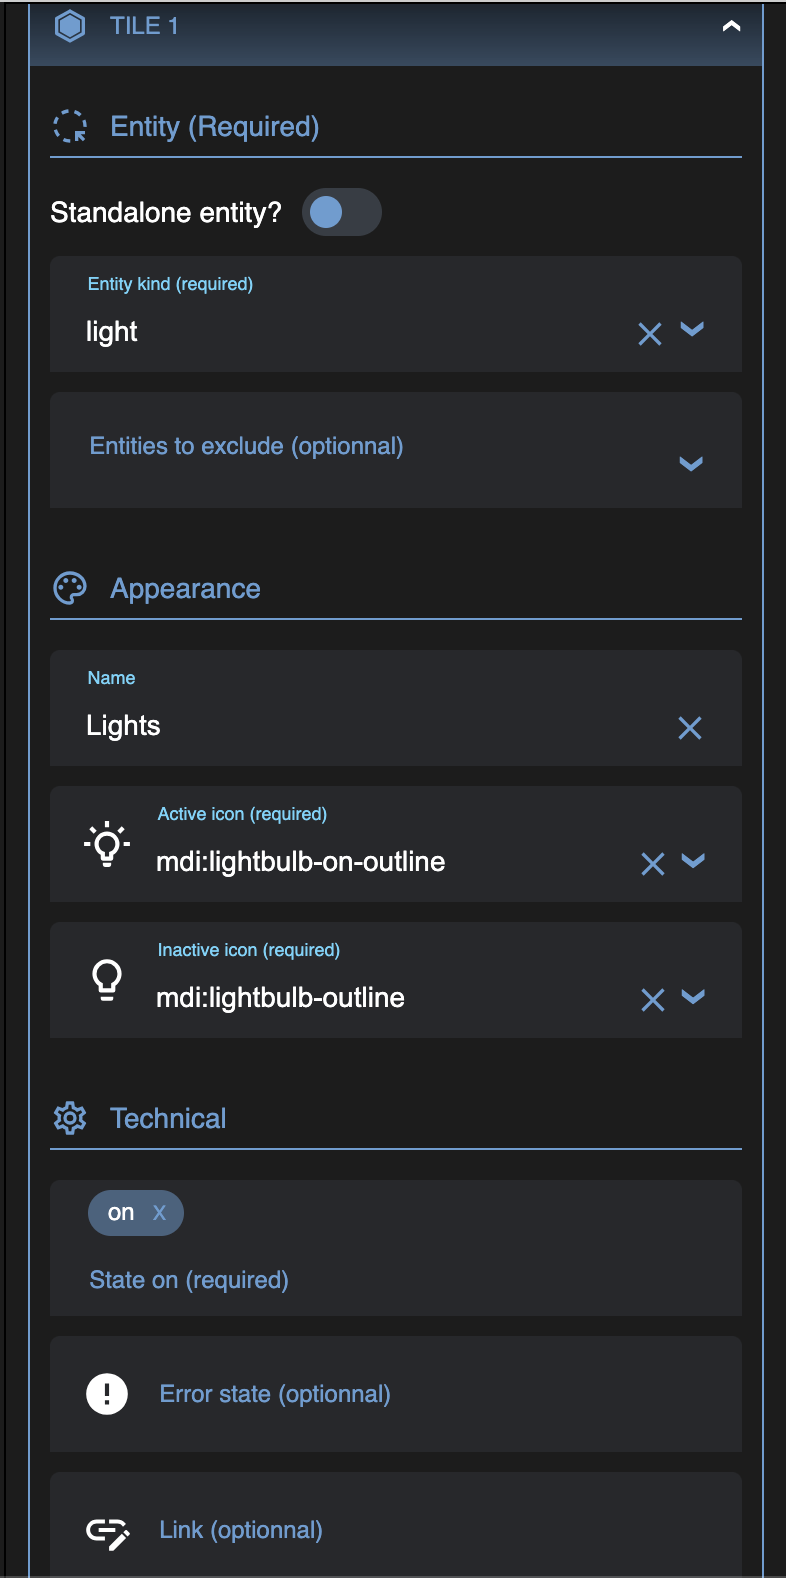 TILE 1
Entity (Required)
Standalone entity?
Entity kind (required)
light
Entities to exclude (optionnal)
Appearance
Name
Lights
Active icon (required)
mdi:lightbulb-on-outline
Inactive icon (required)
mdi:lightbulb-outline
Technical
on X
State on (required)
Error state (optionnal)
Link (optionnal)